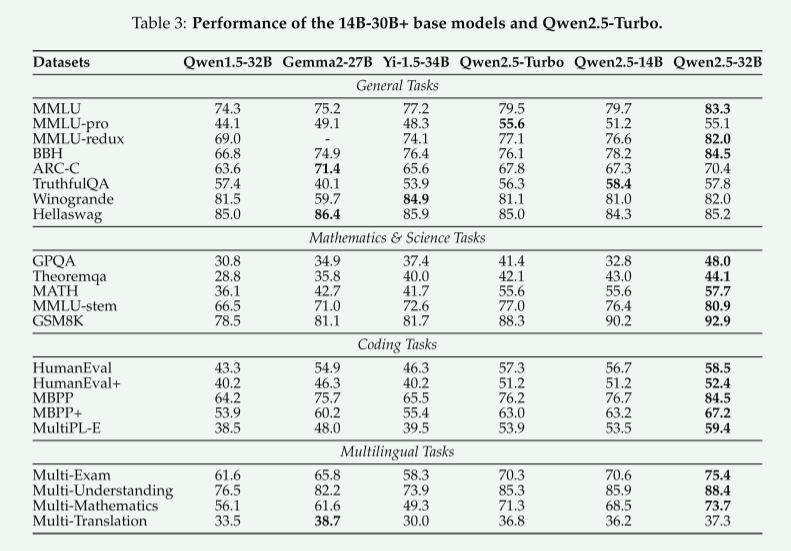 Table 3: Performance of the 14B-30B+ base models and Qwen2.5-Turbo.
Datasets Qwen1.5-32B Gemma2-27B Yi-1.5-34B Qwen2.5-Turbo Qwen2.5-14B Qwen2.5-32B
General Tasks
MMLU 74.3 75.2 77.2 79.5 79.7 83.3
MMLU-pro 44.1 49.1 48.3 55.6 51.2 55.1
MMLU-redux 69.0 - 74.1 77.1 76.6 82.0
BBH 66.8 74.9 76.4 76.1 78.2 84.5
ARC-C 63.6 71.4 65.6 67.8 67.3 70.4
TruthfulQA 57.4 40.1 53.9 56.3 58.4 57.8
Winogrande 81.5 59.7 84.9 81.1 81.0 82.0
Hellaswag 85.0 86.4 85.9 85.0 84.3 85.2
Mathematics & Science Tasks
GPQA 30.8 34.9 37.4 41.4 32.8 48.0
Theoremqa 28.8 35.8 40.0 42.1 43.0 44.1
MATH 36.1 42.7 41.7 55.6 55.6 57.7
MMLU-stem 66.5 71.0 72.6 77.0 76.4 80.9
GSM8K 78.5 81.1 81.7 88.3 90.2 92.9
Coding Tasks
HumanEval 43.3 54.9 46.3 57.3 56.7 58.5
HumanEval+ 40.2 46.3 40.2 51.2 51.2 52.4
MBPP 64.2 75.7 65.5 76.2 76.7 84.5
MBPP+ 53.9 60.2 55.4 63.0 63.2 67.2
MultiPL-E 38.5 48.0 39.5 53.9 53.5 59.4
Multilingual Tasks
Multi-Exam 61.6 65.8 58.3 70.3 70.6 75.4
Multi-Understanding 76.5 82.2 73.9 85.3 85.9 88.4
Multi-Mathematics 56.1 61.6 49.3 71.3 68.5 73.7
Multi-Translation 33.5 38.7 30.0 36.8 36.2 37.3